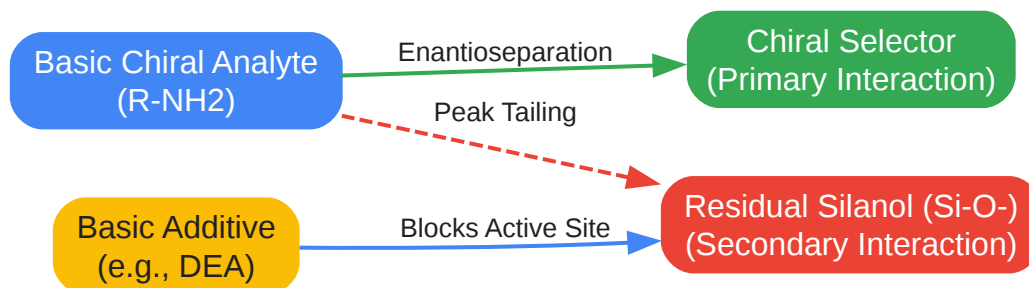 Basic Chiral Analyte
(R-NH2)
Enantioseparation
Chiral Selector
(Primary Interaction)
Peak Tailing
Basic Additive
(e.g., DEA)
Blocks Active Site
Residual Silanol (Si-O-)
(Secondary Interaction)